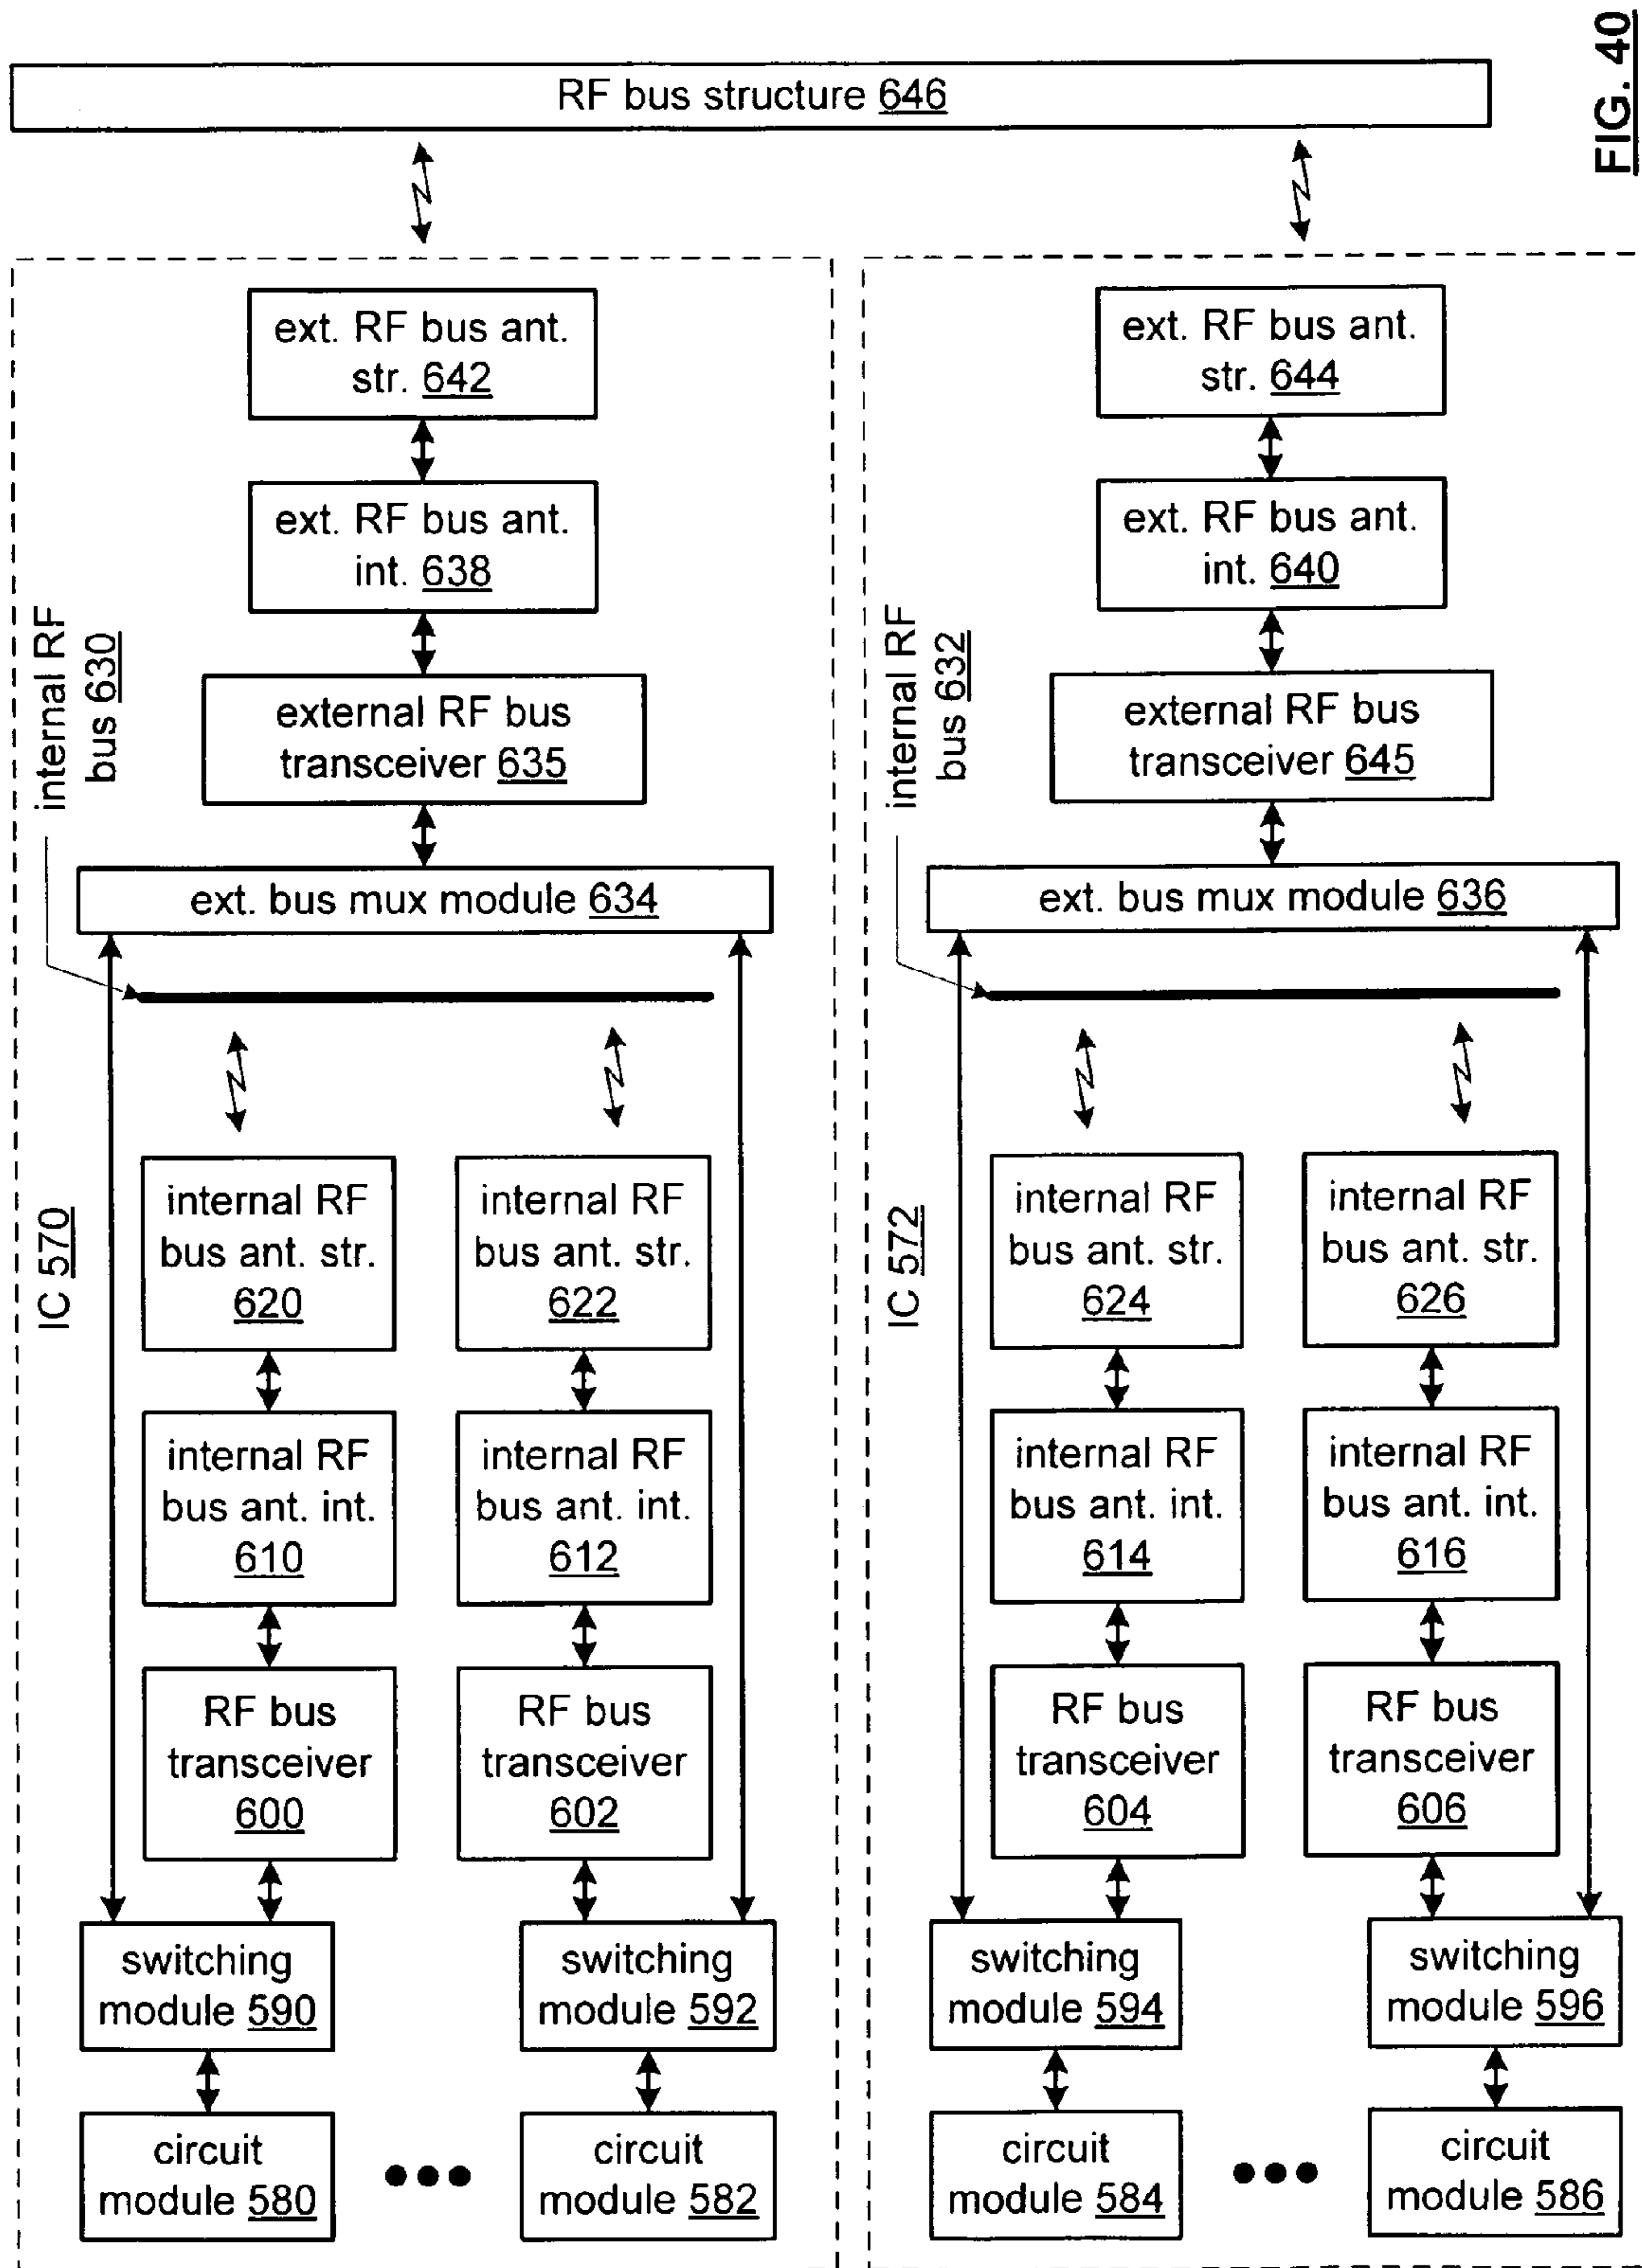 FIG. 40
RF bus structure 646
ext. RF bus ant.
str. 642
ext. RF bus ant.
int. 638
internal RF
bus 630
external RF bus
transceiver 635
ext. bus mux module 634
IC 570
internal RF
bus ant. str.
620
internal RF
bus ant. str.
622
internal RF
bus ant. int.
610
internal RF
bus ant. int.
612
RF bus
transceiver
600
RF bus
transceiver
602
switching
module 590
switching
module 592
circuit
module 580
circuit
module 582
ext. RF bus ant.
str. 644
ext. RF bus ant.
int. 640
internal RF
bus 632
external RF bus
transceiver 645
ext. bus mux module 636
IC 572
internal RF
bus ant. str.
624
internal RF
bus ant. str.
626
internal RF
bus ant. int.
614
internal RF
bus ant. int.
616
RF bus
transceiver
604
RF bus
transceiver
606
switching
module 594
switching
module 596
circuit
module 584
circuit
module 586